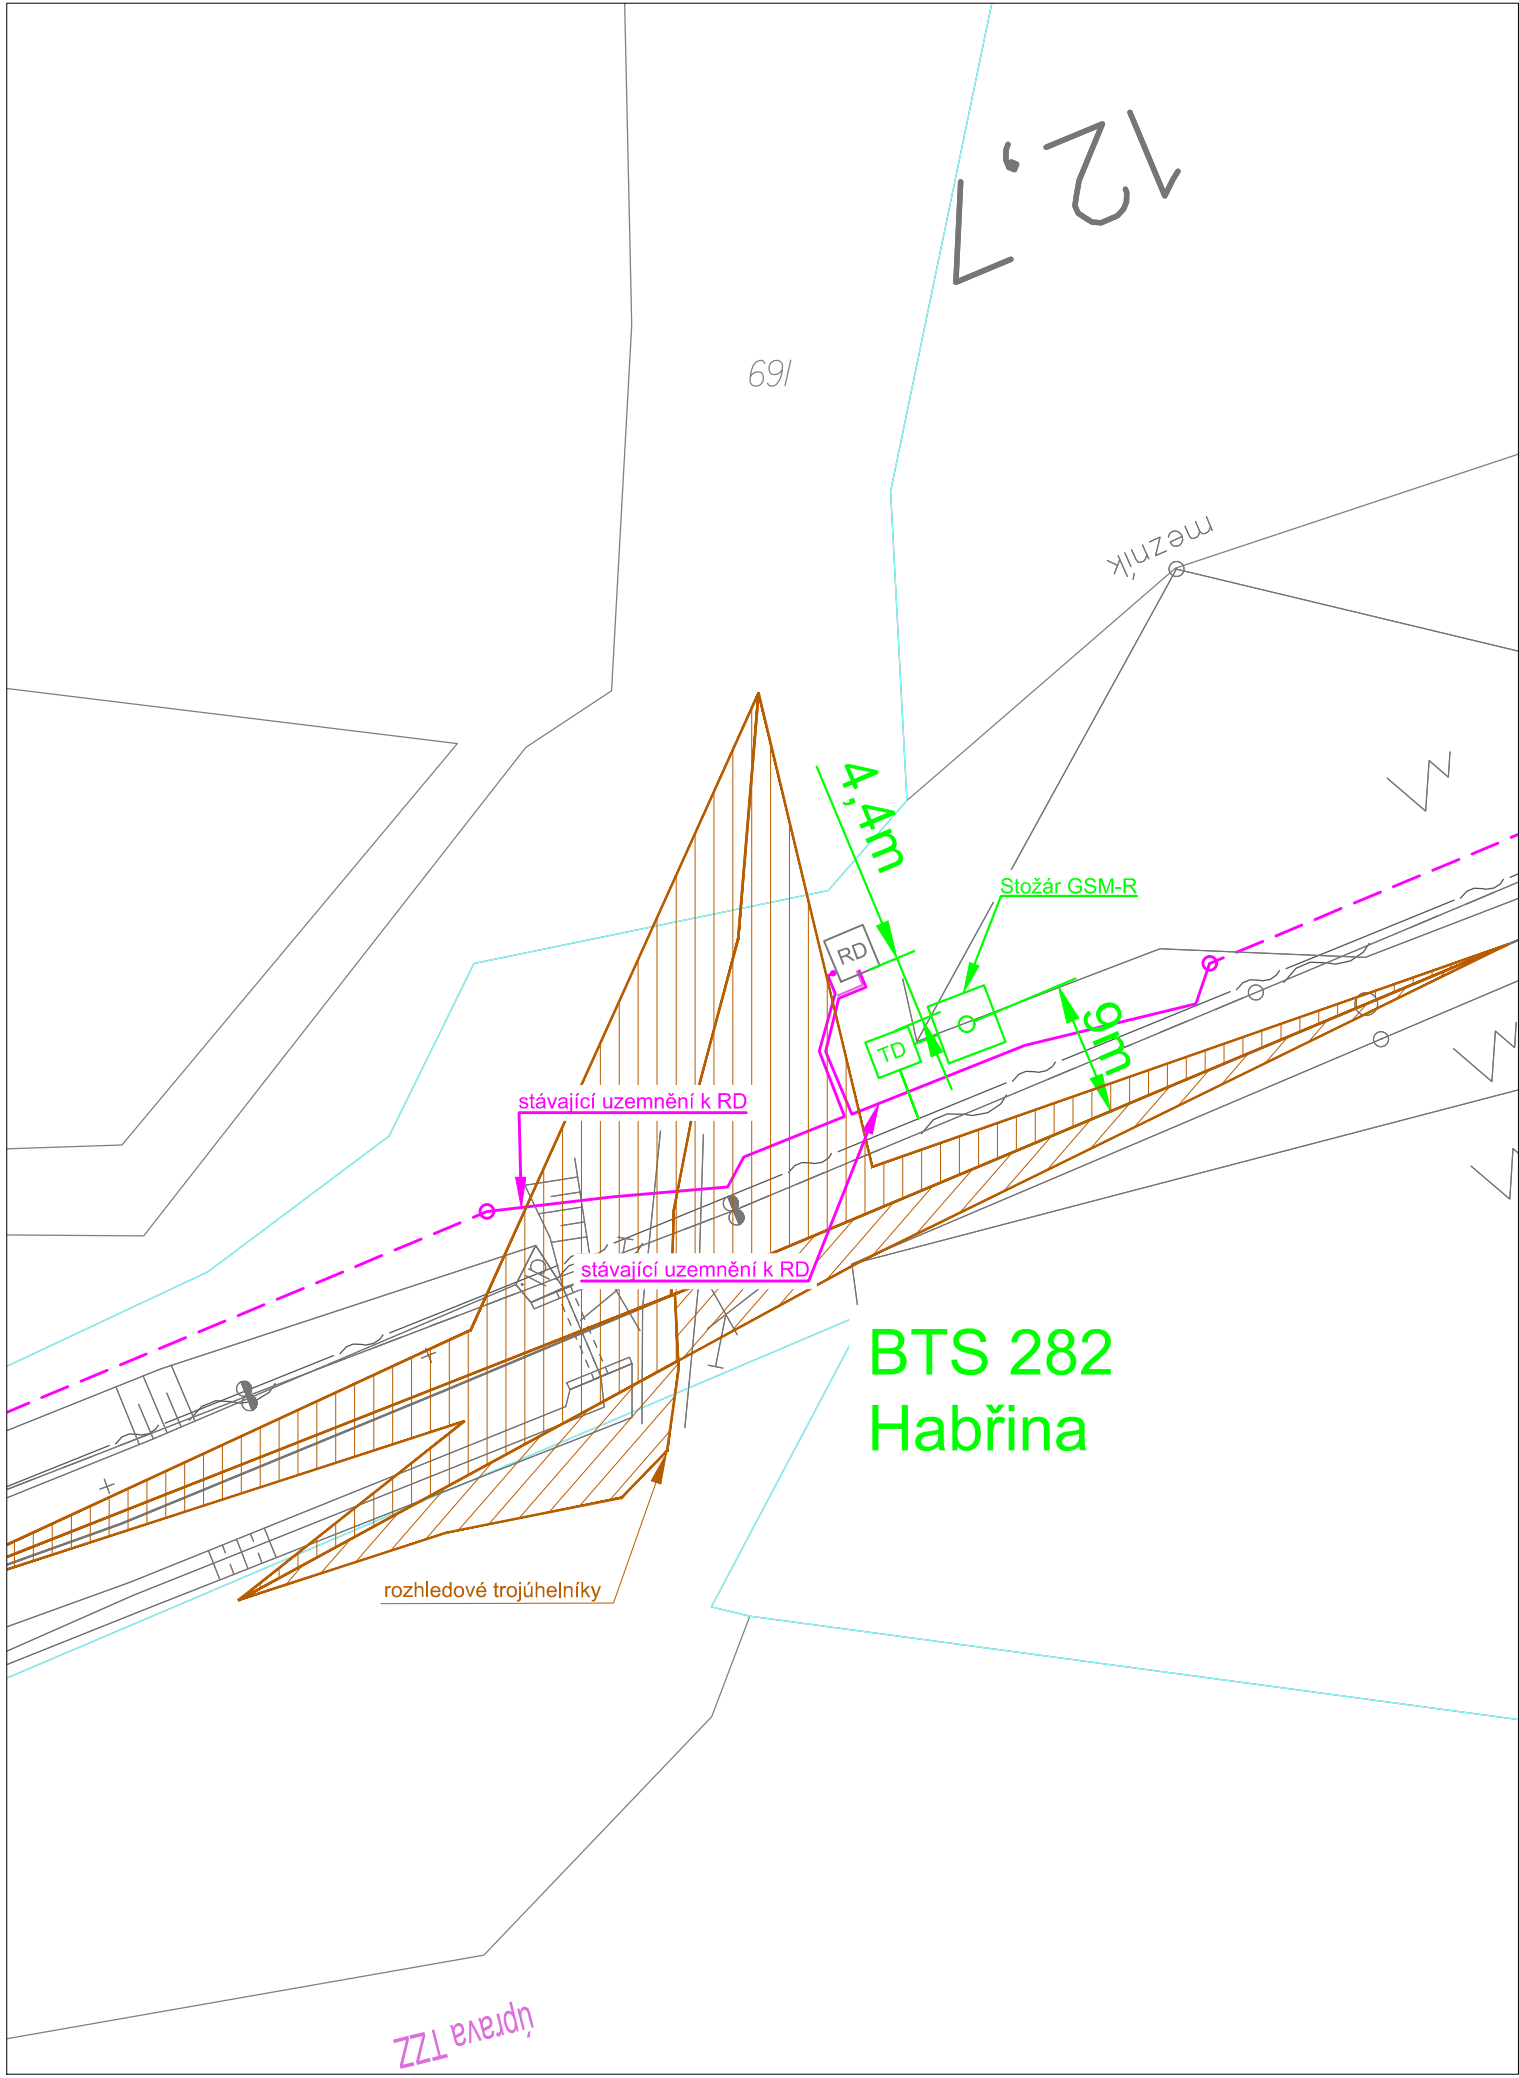 12,7
169
mezník
4,4m
Stožár GSM-R
RD
TD
9m
stávající uzemnění k RD
stávající uzemnění k RD
BTS 282
Habřina
rozhledové trojúhelníky
úprava TZZ